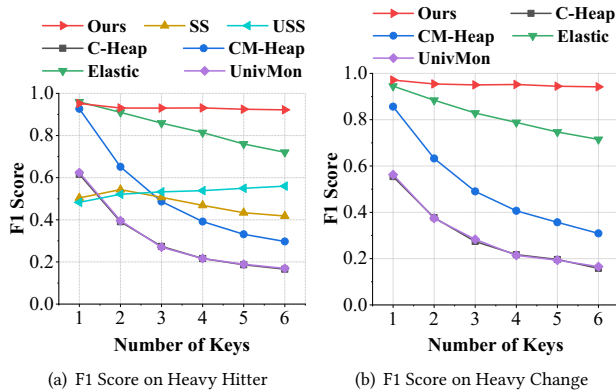 Ours SS USS
C-Heap CM-Heap
Elastic UnivMon
1.0
0.8
0.6
0.4
0.2
0.0
F1 Score
1 2 3 4 5 6
Number of Keys
(a) F1 Score on Heavy Hitter
Ours C-Heap
CM-Heap Elastic
UnivMon
1.0
0.8
0.6
0.4
0.2
0.0
F1 Score
1 2 3 4 5 6
Number of Keys
(b) F1 Score on Heavy Change